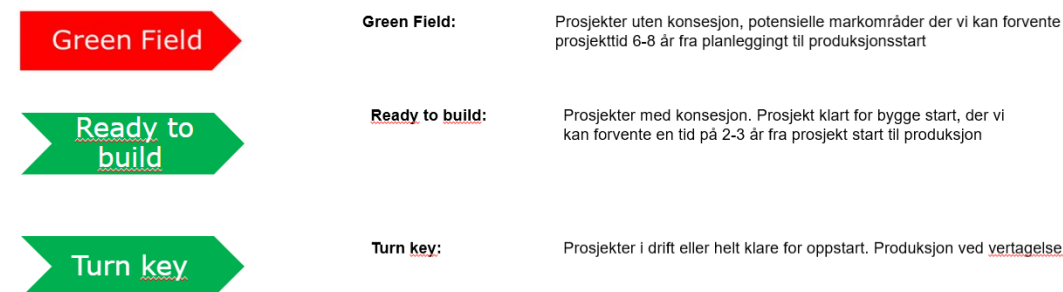 Green Field
Green Field:
Prosjekter uten konsesjon, potensielle markområder der vi kan forvente
prosjekttid 6-8 år fra planleggingt til produksjonsstart
Ready to
build
Ready to build:
Prosjekter med konsesjon. Prosjekt klart for bygge start, der vi
kan forvente en tid på 2-3 år fra prosjekt start til produksjon
Turn key
Turn key:
Prosjekter i drift eller helt klare for oppstart. Produksjon ved vertagelse